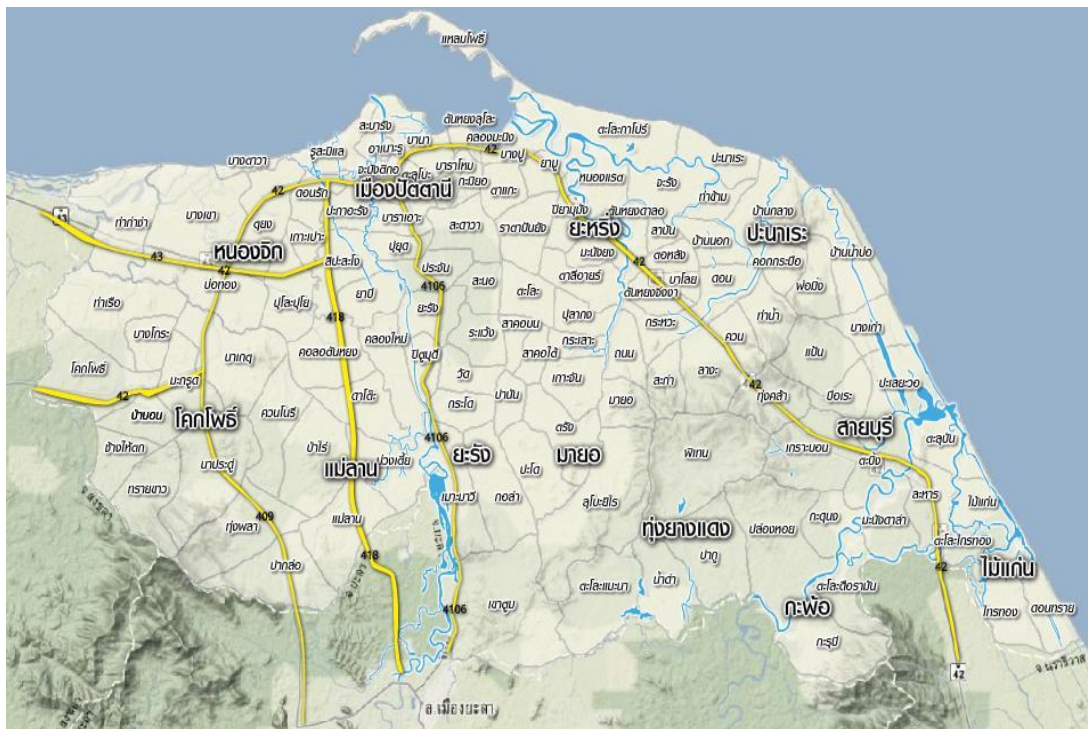 แหลมโพธิ์
ตันหยงลุโละ
สะบารัง
บานา
คลองมะนิง
ตะโละกาโปร์
อาเนาะรู
42
รูสะมิแล
บางปู
บางตาวา
จะบังติกอ
บาราโหม
ยามู
ปะนาเระ
ตะลุโบะ
กะมิยอ
หนองแรต
จะรัง
เมืองปัตตานี
ตาแกะ
ท่าข้าม
42
ดอนรัก
ปะกาฮะรัง
ปิยามุมัง
ตันหยงดาลอ
บ้านกลาง
43
ท่ากำชำ
บางเขา
ตุยง
เกาะเปาะ
บาราเฮาะ
สะดาวา
ราตาปันยัง
ยะหริ่ง
ลาบัน
บ้านนอก
ปะนาเระ
หนองจิก
ปุยุด
มะนังยง
ตอหลัง
บ้านน้ำบ่อ
43
42
ลิปะสะโง
ประจัน
42
คอกกระบือ
บ่อทอง
4106
สะนอ
ตาลีอายร์
มาโลย
ดอน
พ่อมิ่ง
ท่าเรือ
ปุโละปุโย
ยาบี
ยะรัง
ตะโละ
ตันหยงจึงงา
418
ปุลากง
กระหวะ
ท่าน้ำ
บางเก่า
บางโกระ
คลองใหม่
ระแว้ง
สาคอบน
กระเสาะ
ควน
นาเกตุ
คอลอตันหยง
ปิตูมุดี
สาคอใต้
ถนน
แป้น
โคกโพธิ์
มะกรูด
วัด
เกาะจัน
สะกำ
ลางะ
42
ปะเสยะวอ
42
ดาโต๊ะ
กระโด
ปานัน
มายอ
ทุ่งคล้า
บือเระ
ป่าบอน
โคกโพธิ์
ควนโนรี
ตรัง
สายบุรี
ช้างให้ตก
ป่าไร่
4106
ยะรัง
มายอ
พิเทน
เกราะบอน
ตะลุบัน
นาประดู่
แม่ลาน
ม่วงเตี้ย
ปะโด
ตะบิ้ง
ทรายขาว
เมาะมาวี
กอลำ
ลุโบะยิไร
ละหาร
ไม้แก่น
409
แม่ลาน
ทุ่งยางแดง
ปล่องหอย
กะดุนง
มะนังดาลำ
ทุ่งพลา
จ.ยะลา
ตะโละไกรทอง
จ.สงขลา
418
ปากู
ไม้แก่น
ปากล่อ
42
จ.ยะลา
ตะโละแมะนา
น้ำดำ
ตะโละดือรามัน
4106
เขาตูม
กะพ้อ
ไทรทอง
ดอนทราย
กะรุบี
จ.นราธิวาส
42
อ.เมืองยะลา